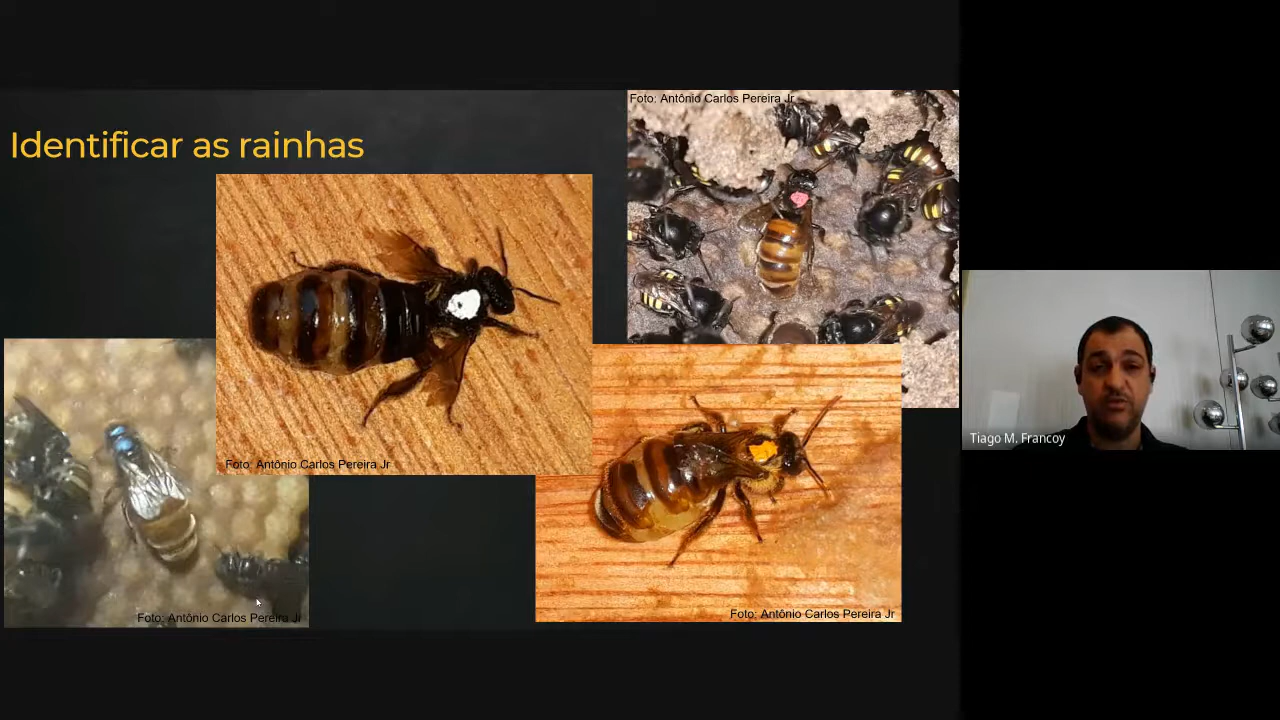 Identificar as rainhas
Foto: Antônio Carlos Pereira Jr
Foto: Antônio Carlos Pereira Jr
Foto: Antônio Carlos Pereira Jr
Foto: Antônio Carlos Pereira Jr
Tiago M. Francoy